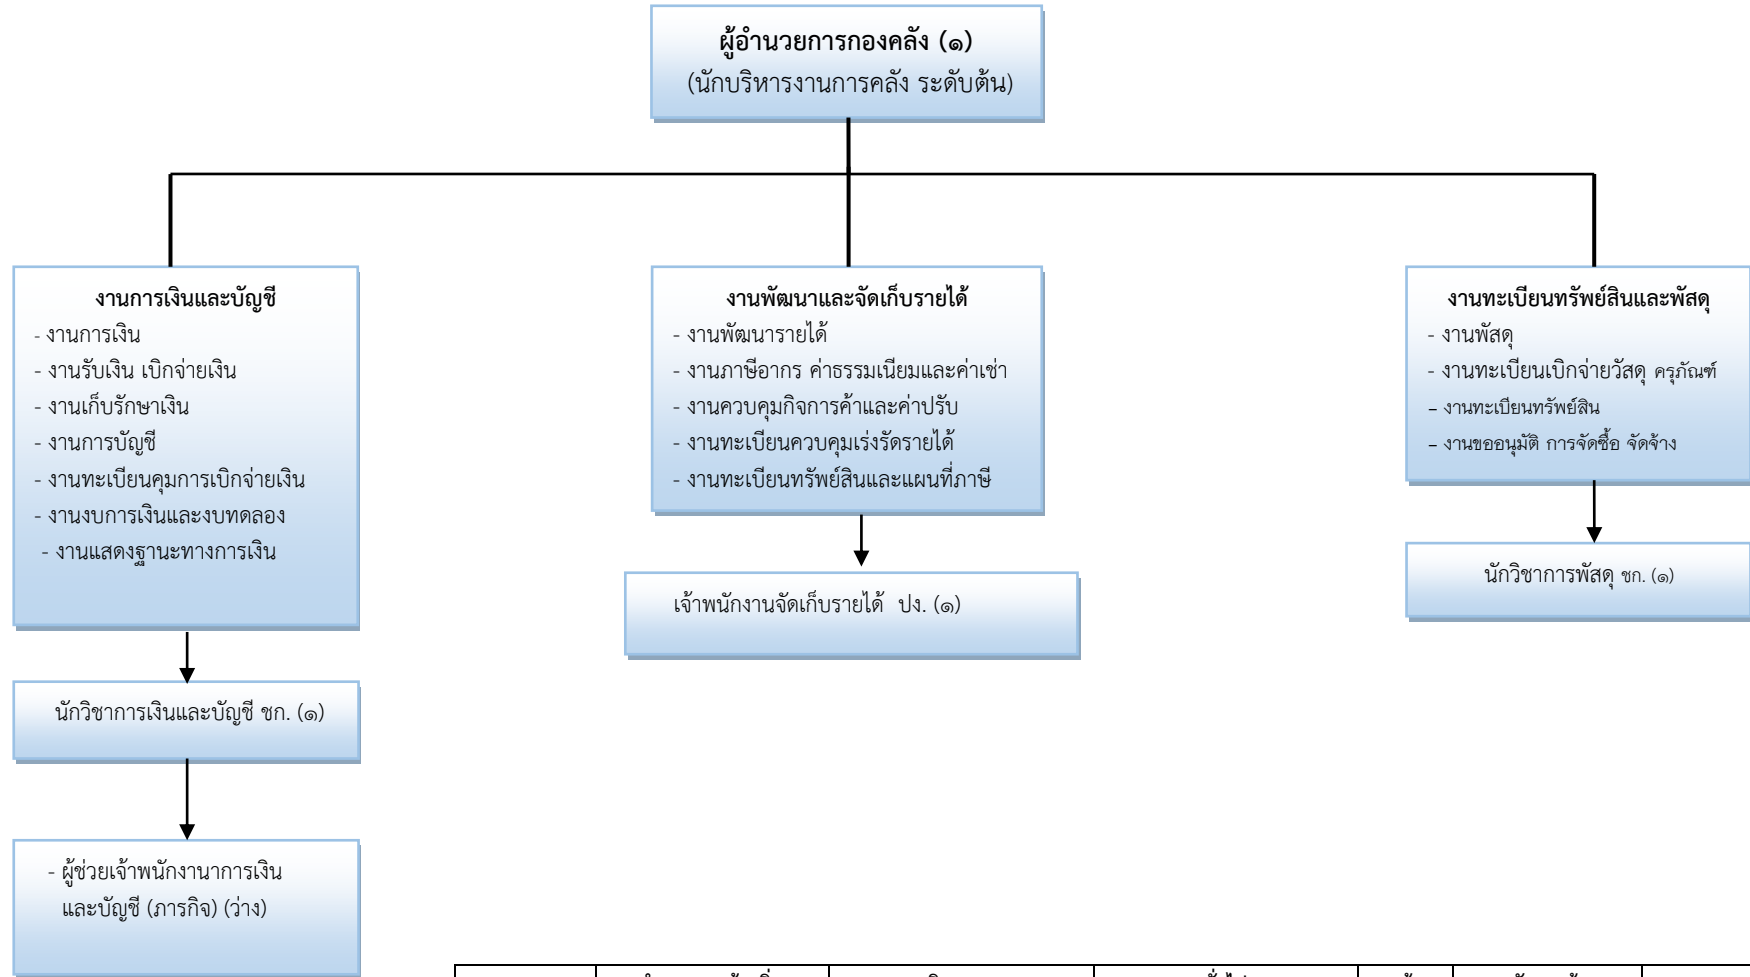 ผู้อำนวยการกองคลัง (๑)
(นักบริหารงานการคลัง ระดับต้น)
งานการเงินและบัญชี
- งานการเงิน
- งานรับเงิน เบิกจ่ายเงิน
- งานเก็บรักษาเงิน
- งานการบัญชี
- งานทะเบียนคุมการเบิกจ่ายเงิน
- งานงบการเงินและงบทดลอง
- งานแสดงฐานะทางการเงิน
นักวิชาการเงินและบัญชี ชก. (๑)
- ผู้ช่วยเจ้าพนักงานาการเงิน
และบัญชี (ภารกิจ) (ว่าง)
งานพัฒนาและจัดเก็บรายได้
- งานพัฒนารายได้
- งานภาษีอากร ค่าธรรมเนียมและค่าเช่า
- งานควบคุมกิจการค้าและค่าปรับ
- งานทะเบียนควบคุมเร่งรัดรายได้
- งานทะเบียนทรัพย์สินและแผนที่ภาษี
เจ้าพนักงานจัดเก็บรายได้ ปง. (๑)
งานทะเบียนทรัพย์สินและพัสดุ
- งานพัสดุ
- งานทะเบียนเบิกจ่ายวัสดุ ครุภัณฑ์
– งานทะเบียนทรัพย์สิน
– งานขออนุมัติ การจัดซื้อ จัดจ้าง
นักวิชาการพัสดุ ชก. (๑)